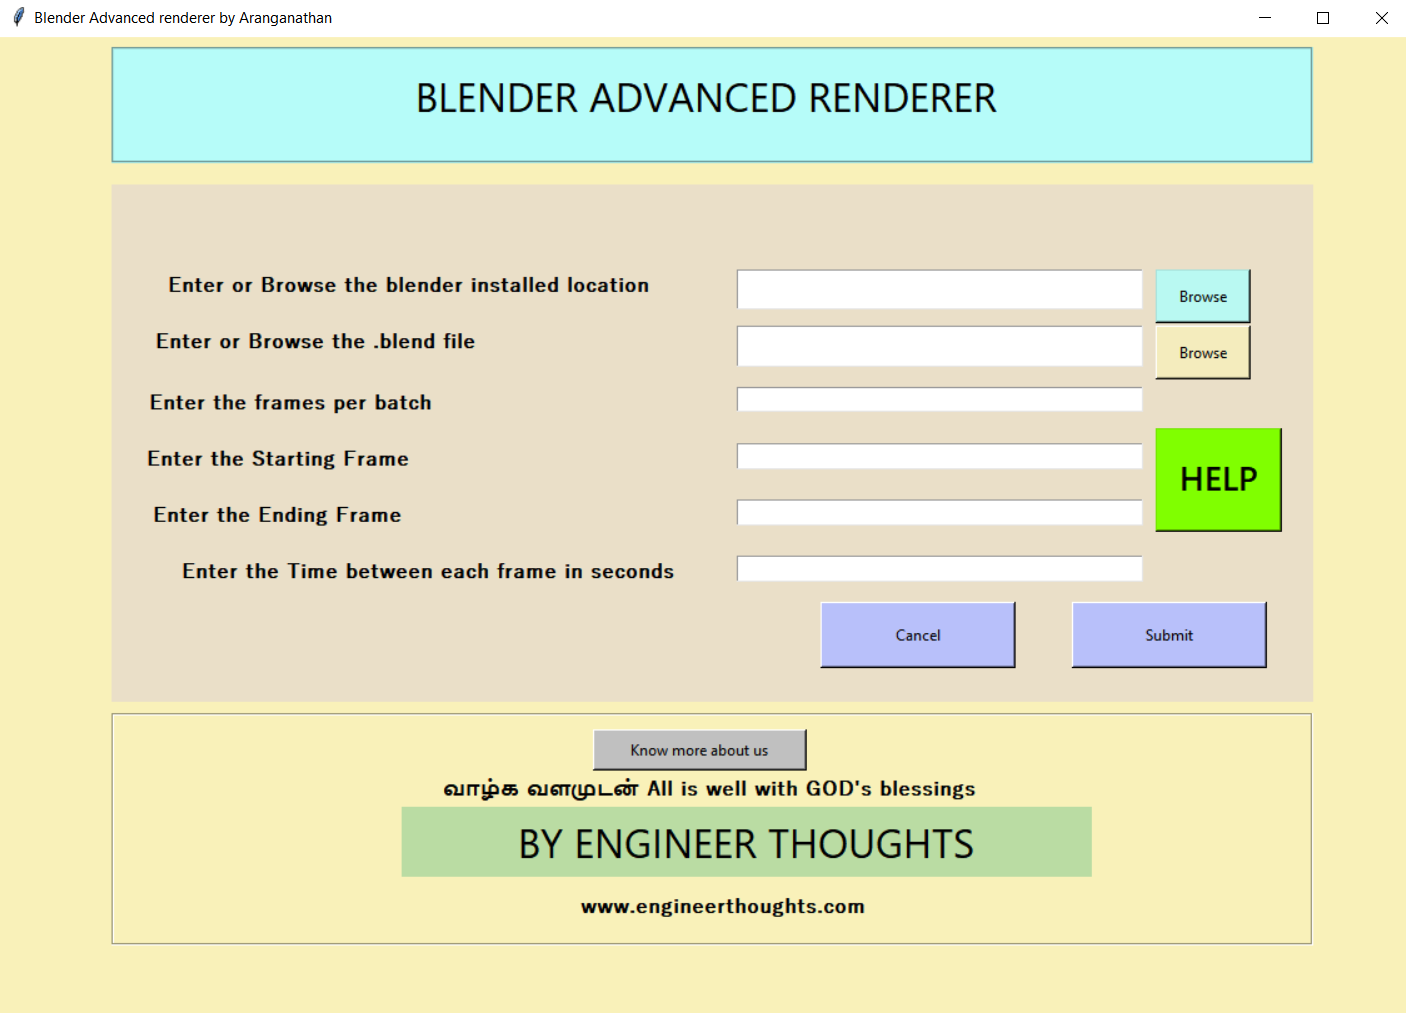 Blender Advanced renderer by Aranganathan
BLENDER ADVANCED RENDERER
Enter or Browse the blender installed location
Browse
Enter or Browse the .blend file
Browse
Enter the frames per batch
Enter the Starting Frame
HELP
Enter the Ending Frame
Enter the Time between each frame in seconds
Cancel
Submit
Know more about us
வாழ்க வளமுடன் All is well with GOD's blessings
BY ENGINEER THOUGHTS
www.engineerthoughts.com